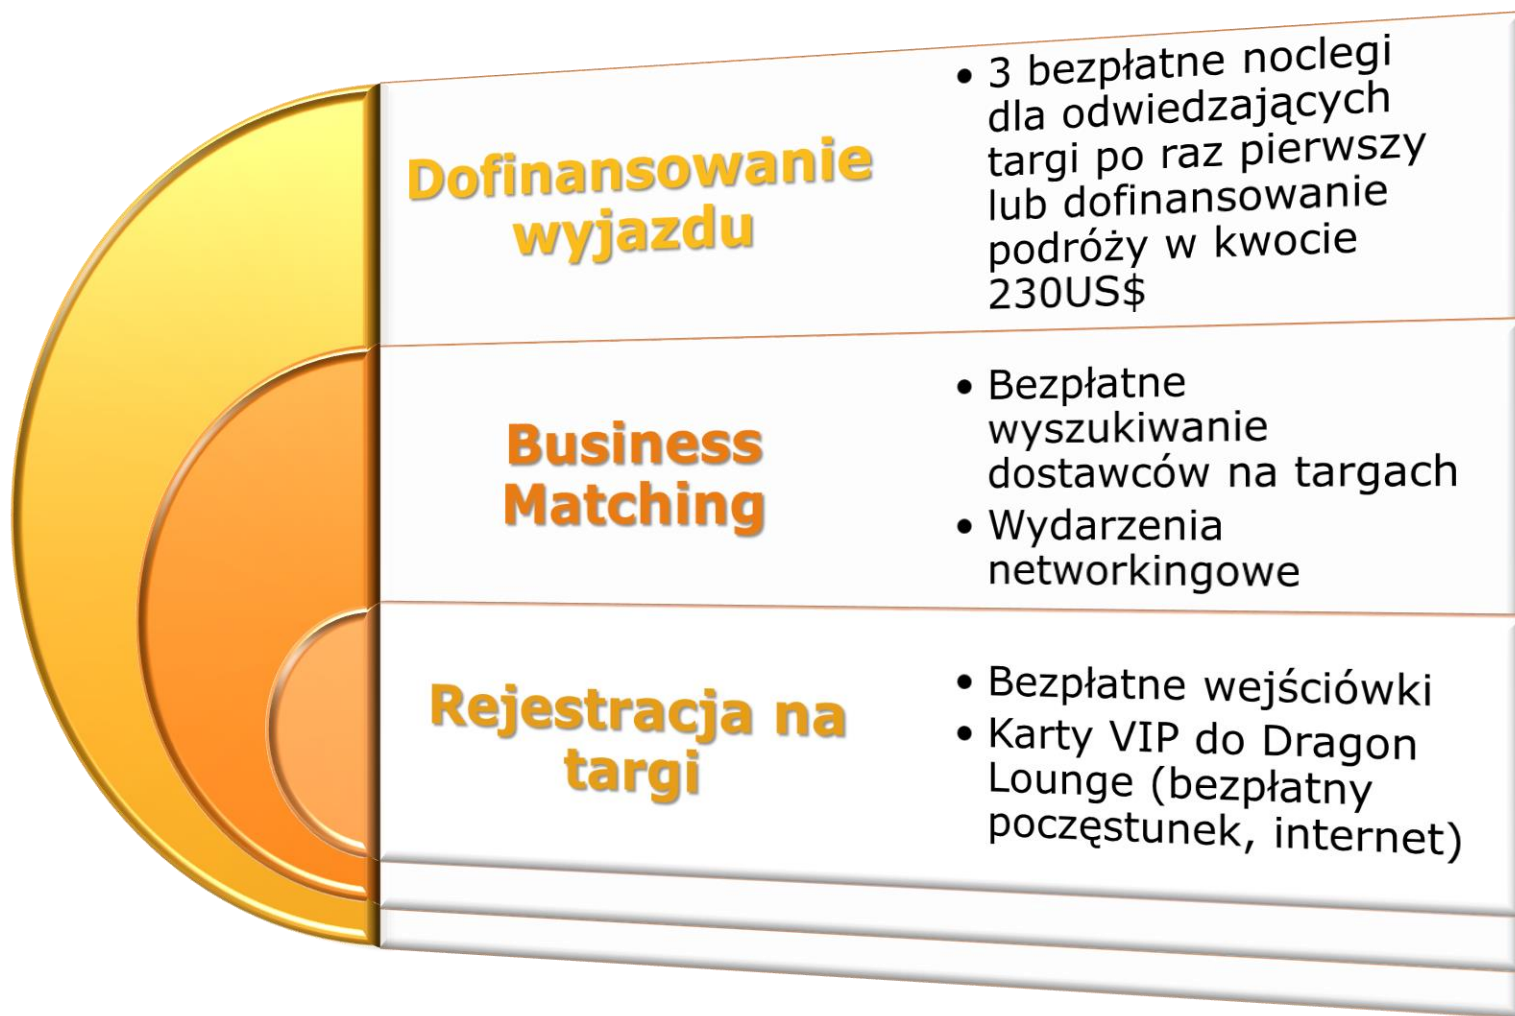 Dofinansowanie
wyjazdu
• 3 bezpłatne noclegi
dla odwiedzających
targi po raz pierwszy
lub dofinansowanie
podróży w kwocie
230US$
Business
Matching
• Bezpłatne
wyszukiwanie
dostawców na targach
• Wydarzenia
networkingowe
Rejestracja na
targi
• Bezpłatne wejściówki
• Karty VIP do Dragon
Lounge (bezpłatny
poczęstunek, internet)